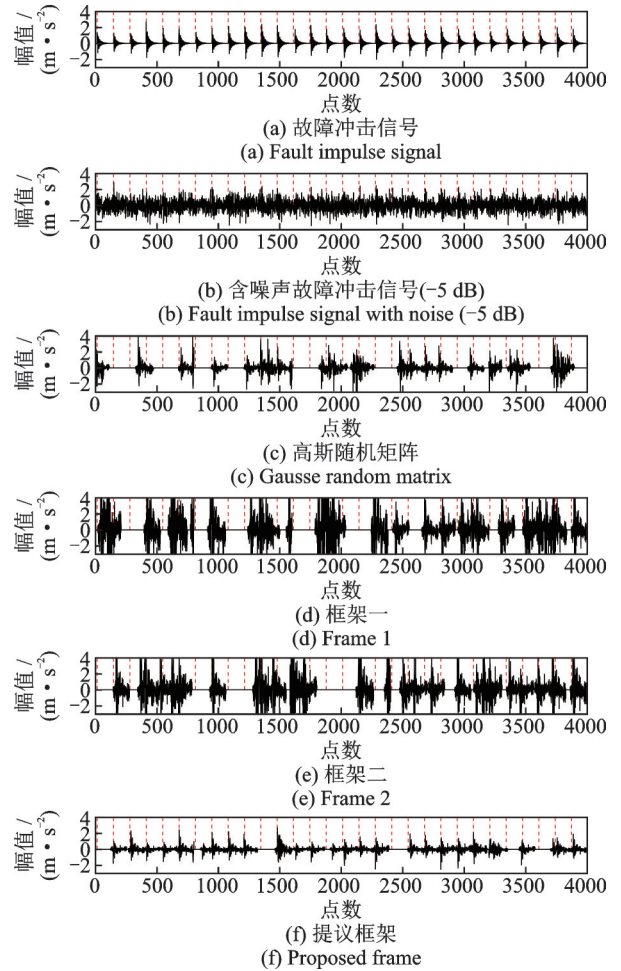 幅值 /
(m・s⁻²)
4
2
0
−2
0 500 1000 1500 2000 2500 3000 3500 4000
点数
(a) 故障冲击信号
(a) Fault impulse signal
幅值 /
(m・s⁻²)
4
2
0
−2
0 500 1000 1500 2000 2500 3000 3500 4000
点数
(b) 含噪声故障冲击信号(−5 dB)
(b) Fault impulse signal with noise (−5 dB)
幅值 /
(m・s⁻²)
2
0
−2
0 500 1000 1500 2000 2500 3000 3500 4000
点数
(c) 高斯随机矩阵
(c) Gausse random matrix
幅值 /
(m・s⁻²)
4
2
0
−2
0 500 1000 1500 2000 2500 3000 3500 4000
点数
(d) 框架一
(d) Frame 1
幅值 /
(m・s⁻²)
4
2
0
−2
0 500 1000 1500 2000 2500 3000 3500 4000
点数
(e) 框架二
(e) Frame 2
幅值 /
(m・s⁻²)
4
2
0
−2
0 500 1000 1500 2000 2500 3000 3500 4000
点数
(f) 提议框架
(f) Proposed frame